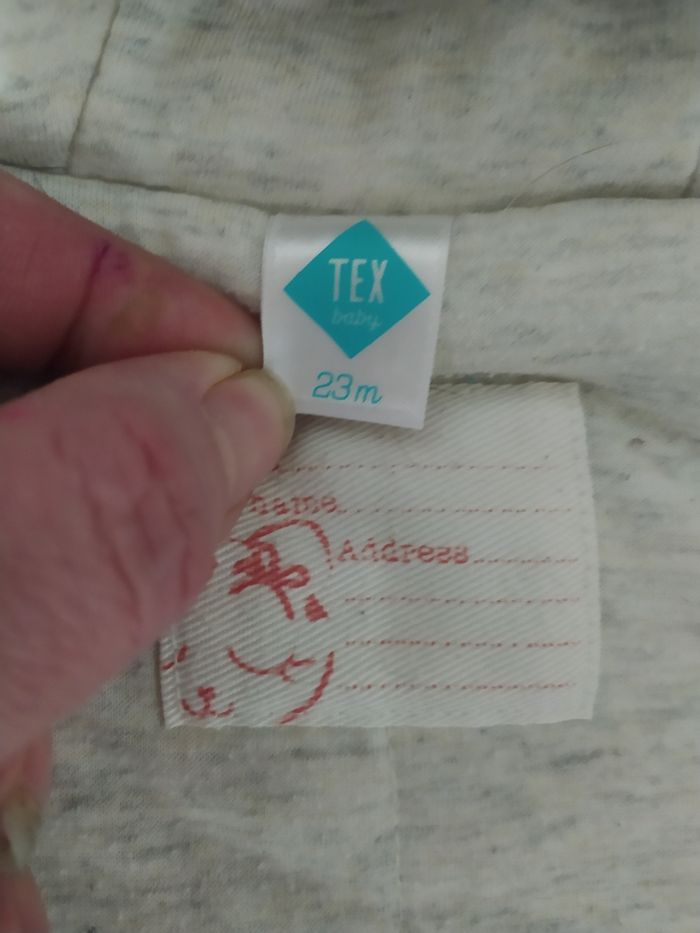 TEX
baby
23m
name
Address